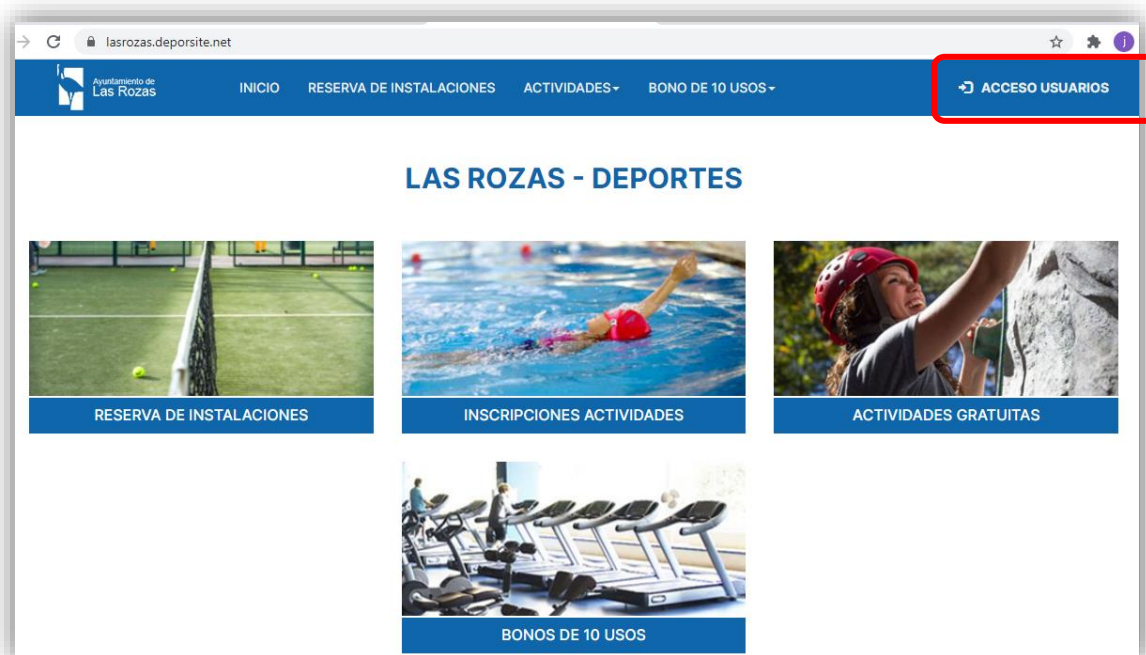 lasrozas.deporsite.net
j
Ayuntamiento de
Las Rozas
INICIO RESERVA DE INSTALACIONES ACTIVIDADES BONO DE 10 USOS ACCESO USUARIOS
LAS ROZAS - DEPORTES
RESERVA DE INSTALACIONES INSCRIPCIONES ACTIVIDADES ACTIVIDADES GRATUITAS
BONOS DE 10 USOS